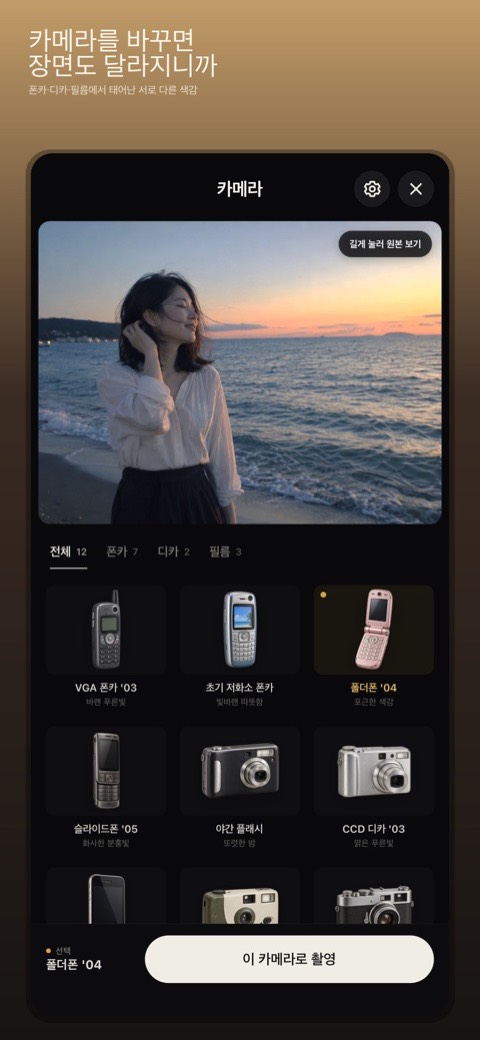 카메라를 바꾸면
장면도 달라지니까
폰카·디카·필름에서 태어난 서로 다른 색감
카메라
길게 눌러 원본 보기
전체 12 폰카 7 디카 2 필름 3
VGA 폰카 '03
바랜 푸른빛
초기 저화소 폰카
빛바랜 따뜻함
폴더폰 '04
포근한 색감
슬라이드폰 '05
화사한 분홍빛
야간 플래시
또렷한 밤
CCD 디카 '03
맑은 푸른빛
선택
폴더폰 '04
이 카메라로 촬영